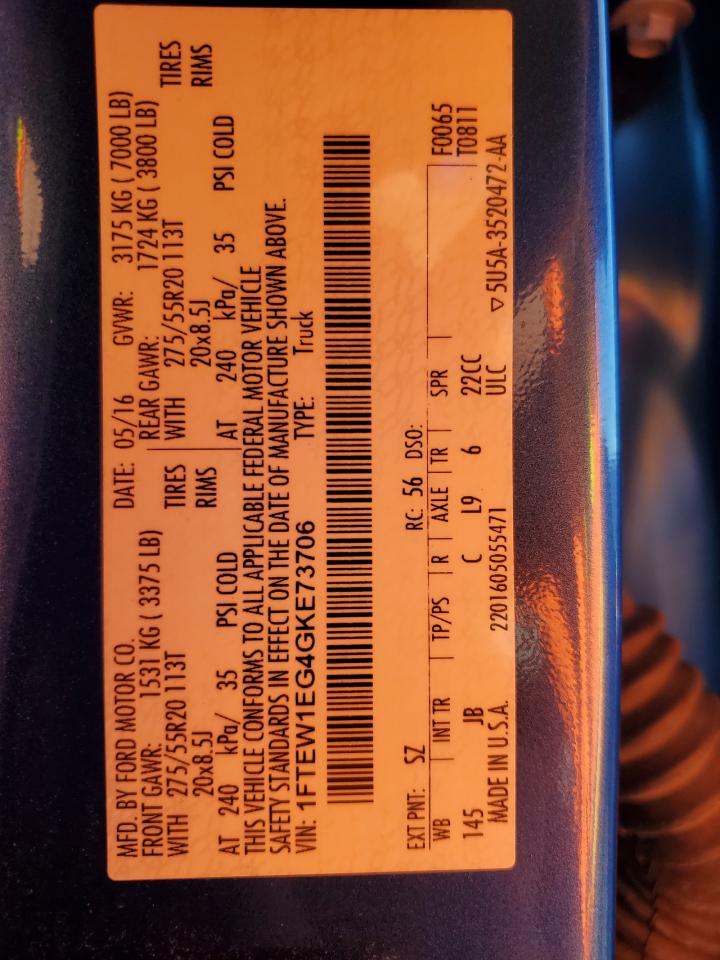 MFD. BY FORD MOTOR CO. DATE: 05/16 GVWR: 3175 KG ( 7000 LB)
FRONT GAWR: 1531 KG ( 3375 LB) REAR GAWR: 1724 KG ( 3800 LB)
WITH 275/55R20 113T TIRES WITH 275/55R20 113T TIRES
20x8.5J RIMS 20x8.5J RIMS
AT 240 kPa/ 35 PSI COLD AT 240 kPa/ 35 PSI COLD
THIS VEHICLE CONFORMS TO ALL APPLICABLE FEDERAL MOTOR VEHICLE
SAFETY STANDARDS IN EFFECT ON THE DATE OF MANUFACTURE SHOWN ABOVE.
VIN: 1FTEW1EG4GKE73706 TYPE: Truck
EXT PNT: SZ RC: 56 DSO: F0065
WB INT TR TP/PS R AXLE TR SPR T0811
145 JB C L9 6 22CC
MADE IN U.S.A. 2201605055471 ULC ▽5U5A-3520472-AA